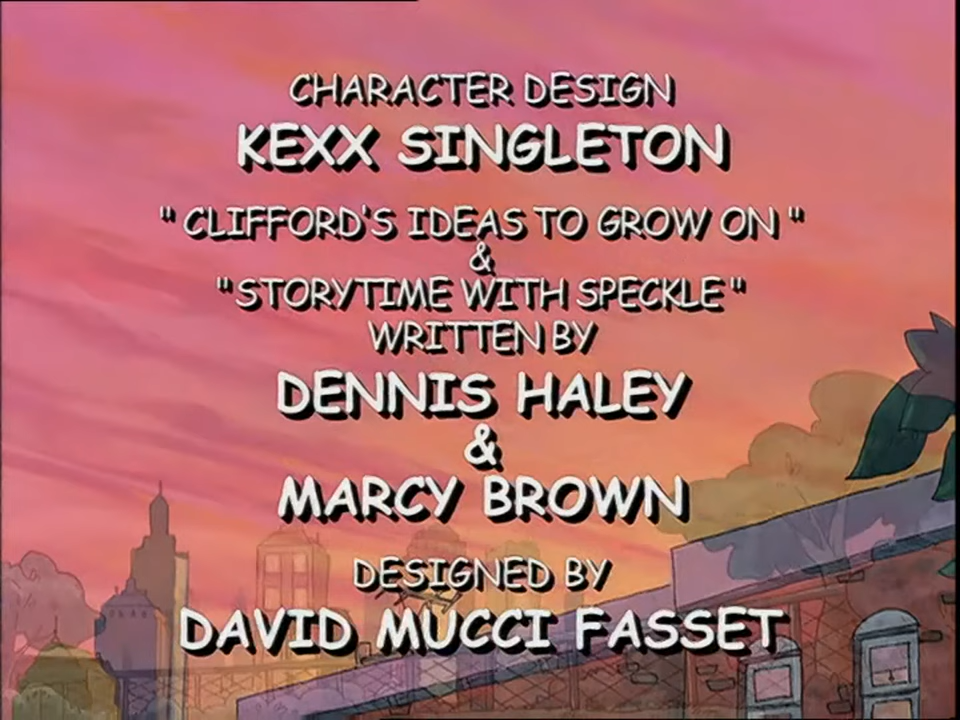 CHARACTER DESIGN
KEXX SINGLETON
" CLIFFORD'S IDEAS TO GROW ON "
&
"STORYTIME WITH SPECKLE"
WRITTEN BY
DENNIS HALEY
&
MARCY BROWN
DESIGNED BY
DAVID MUCCI FASSET